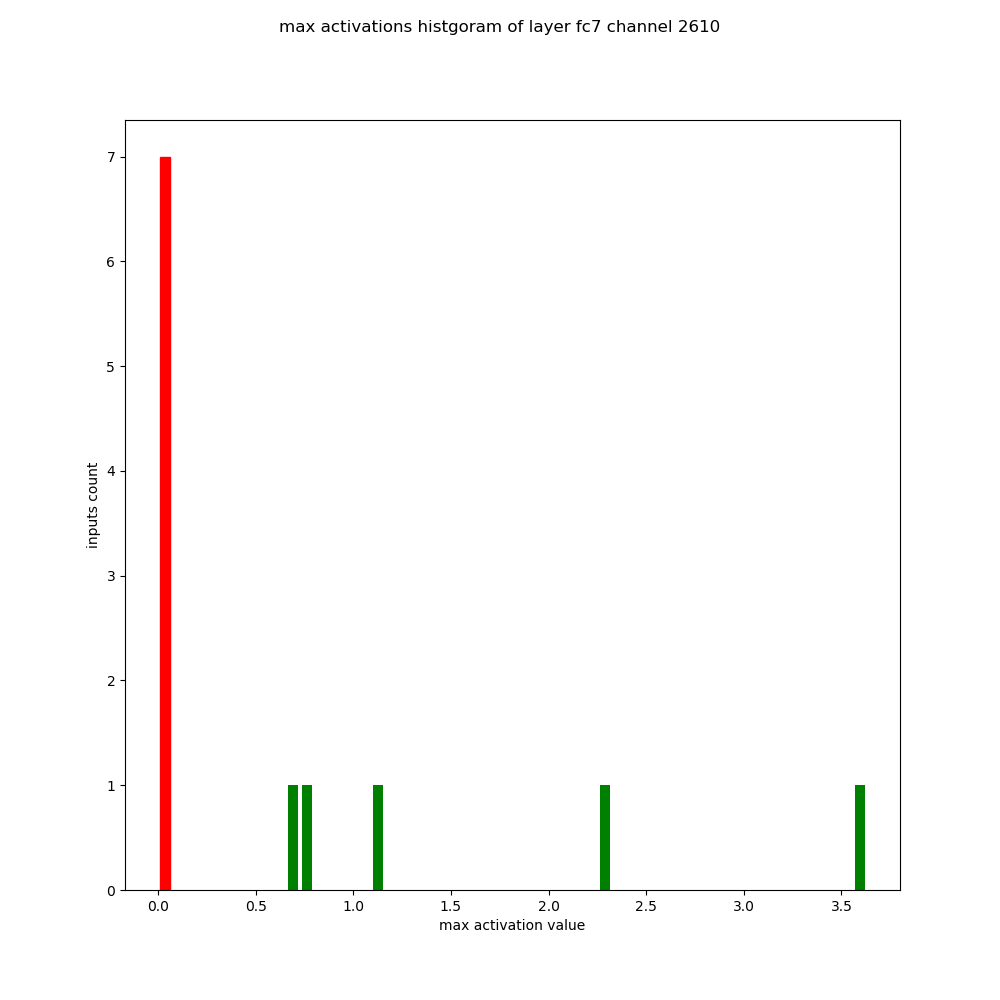 max activations histgoram of layer fc7 channel 2610
7
6
5
4
3
2
1
0
inputs count
0.0 0.5 1.0 1.5 2.0 2.5 3.0 3.5
max activation value